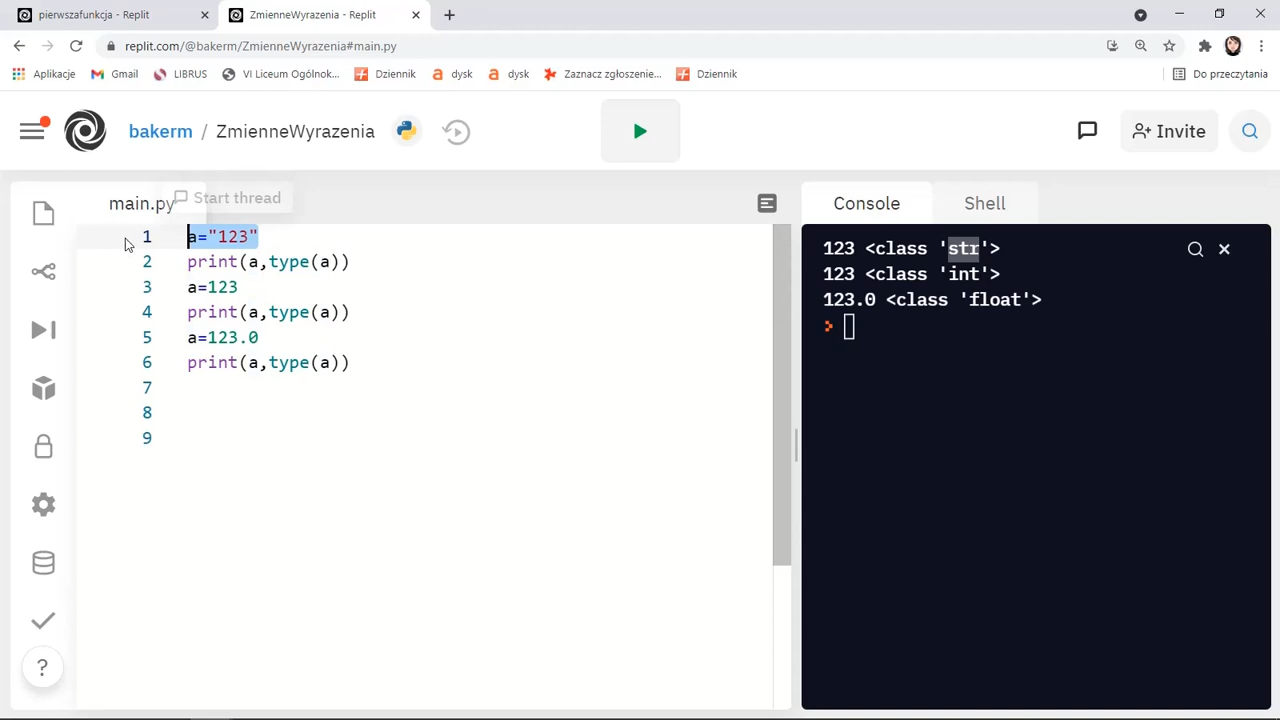 pierwszafunkcja - Replit
ZmienneWyrazenia - Replit
replit.com/@bakerm/ZmienneWyrazenia#main.py
Aplikacje Gmail LIBRUS VI Liceum Ogólnok... Dziennik dysk dysk Zaznacz zgłoszenie... Dziennik Do przeczytania
bakerm / ZmienneWyrazenia
Invite
main.py
Start thread
1 a="123"
2 print(a,type(a))
3 a=123
4 print(a,type(a))
5 a=123.0
6 print(a,type(a))
7
8
9
?
Console Shell
123 <class 'str'>
123 <class 'int'>
123.0 <class 'float'>